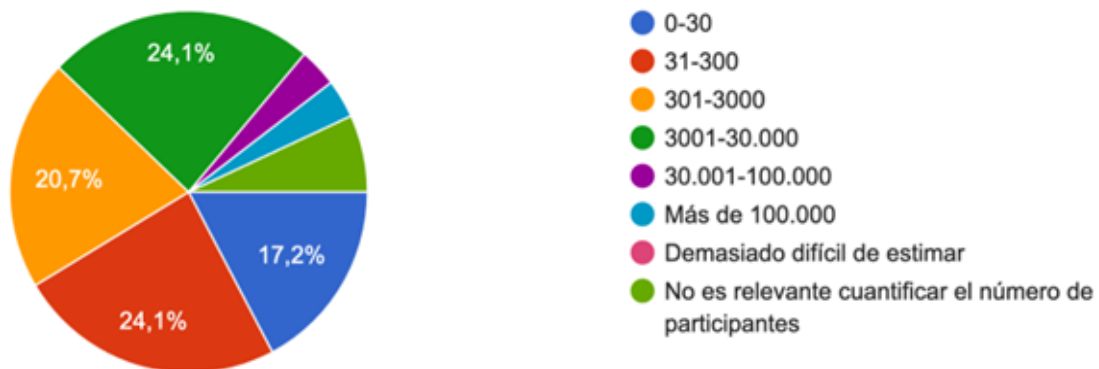 24,1%
20,7%
17,2%
24,1%
0-30
31-300
301-3000
3001-30.000
30.001-100.000
Más de 100.000
Demasiado difícil de estimar
No es relevante cuantificar el número de
participantes